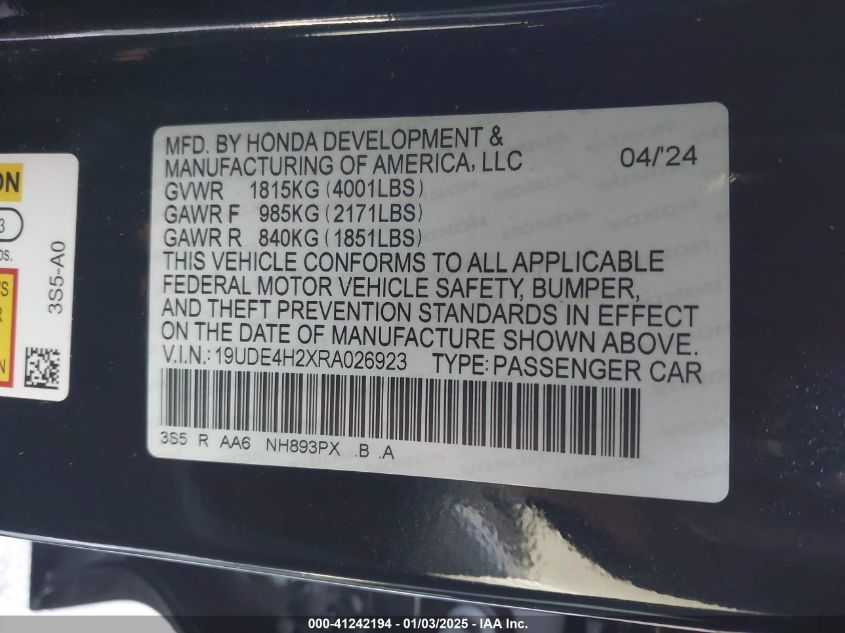 ON
3
DS.
'S
R
N
3S5-A0
MFD. BY HONDA DEVELOPMENT &
MANUFACTURING OF AMERICA, LLC 04/'24
GVWR 1815KG (4001LBS)
GAWR F 985KG (2171LBS)
GAWR R 840KG (1851LBS)
THIS VEHICLE CONFORMS TO ALL APPLICABLE
FEDERAL MOTOR VEHICLE SAFETY, BUMPER,
AND THEFT PREVENTION STANDARDS IN EFFECT
ON THE DATE OF MANUFACTURE SHOWN ABOVE.
V.I.N.: 19UDE4H2XRA026923 TYPE: PASSENGER CAR
3S5 R AA6 NH893PX .B .A
000-41242194 - 01/03/2025 - IAA Inc.